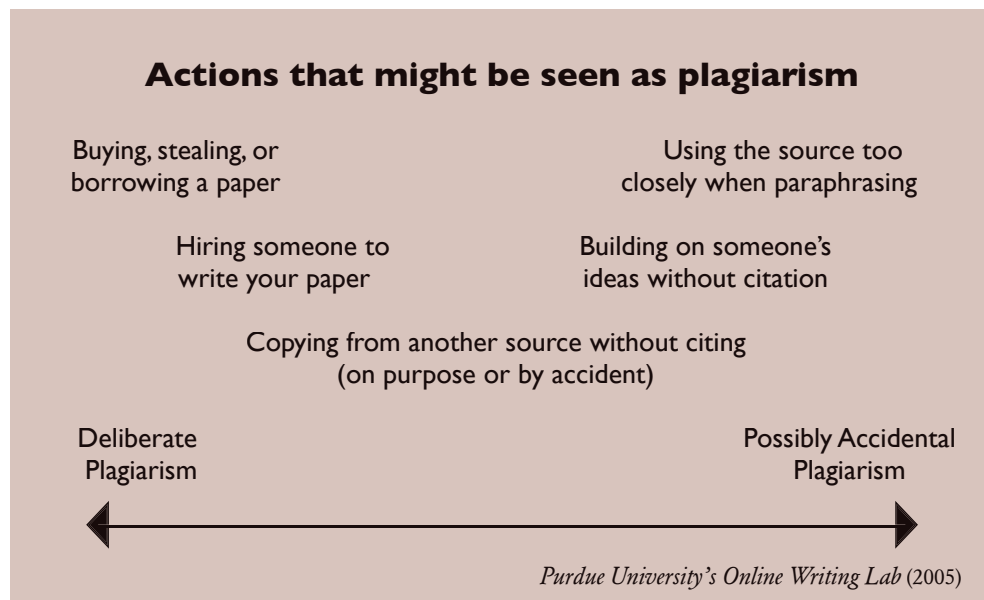 Actions that might be seen as plagiarism
Buying, stealing, or
borrowing a paper
Using the source too
closely when paraphrasing
Hiring someone to
write your paper
Building on someone’s
ideas without citation
Copying from another source without citing
(on purpose or by accident)
Deliberate
Plagiarism
Possibly Accidental
Plagiarism
Purdue University’s Online Writing Lab (2005)